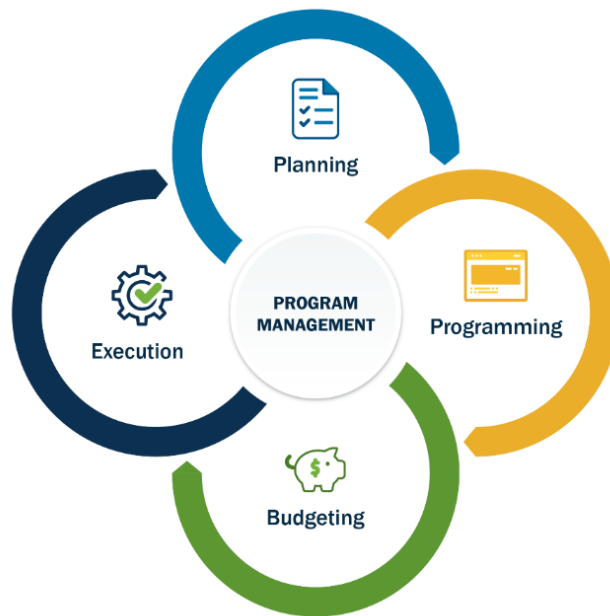 Planning
PROGRAM
MANAGEMENT
Programming
Execution
$
Budgeting